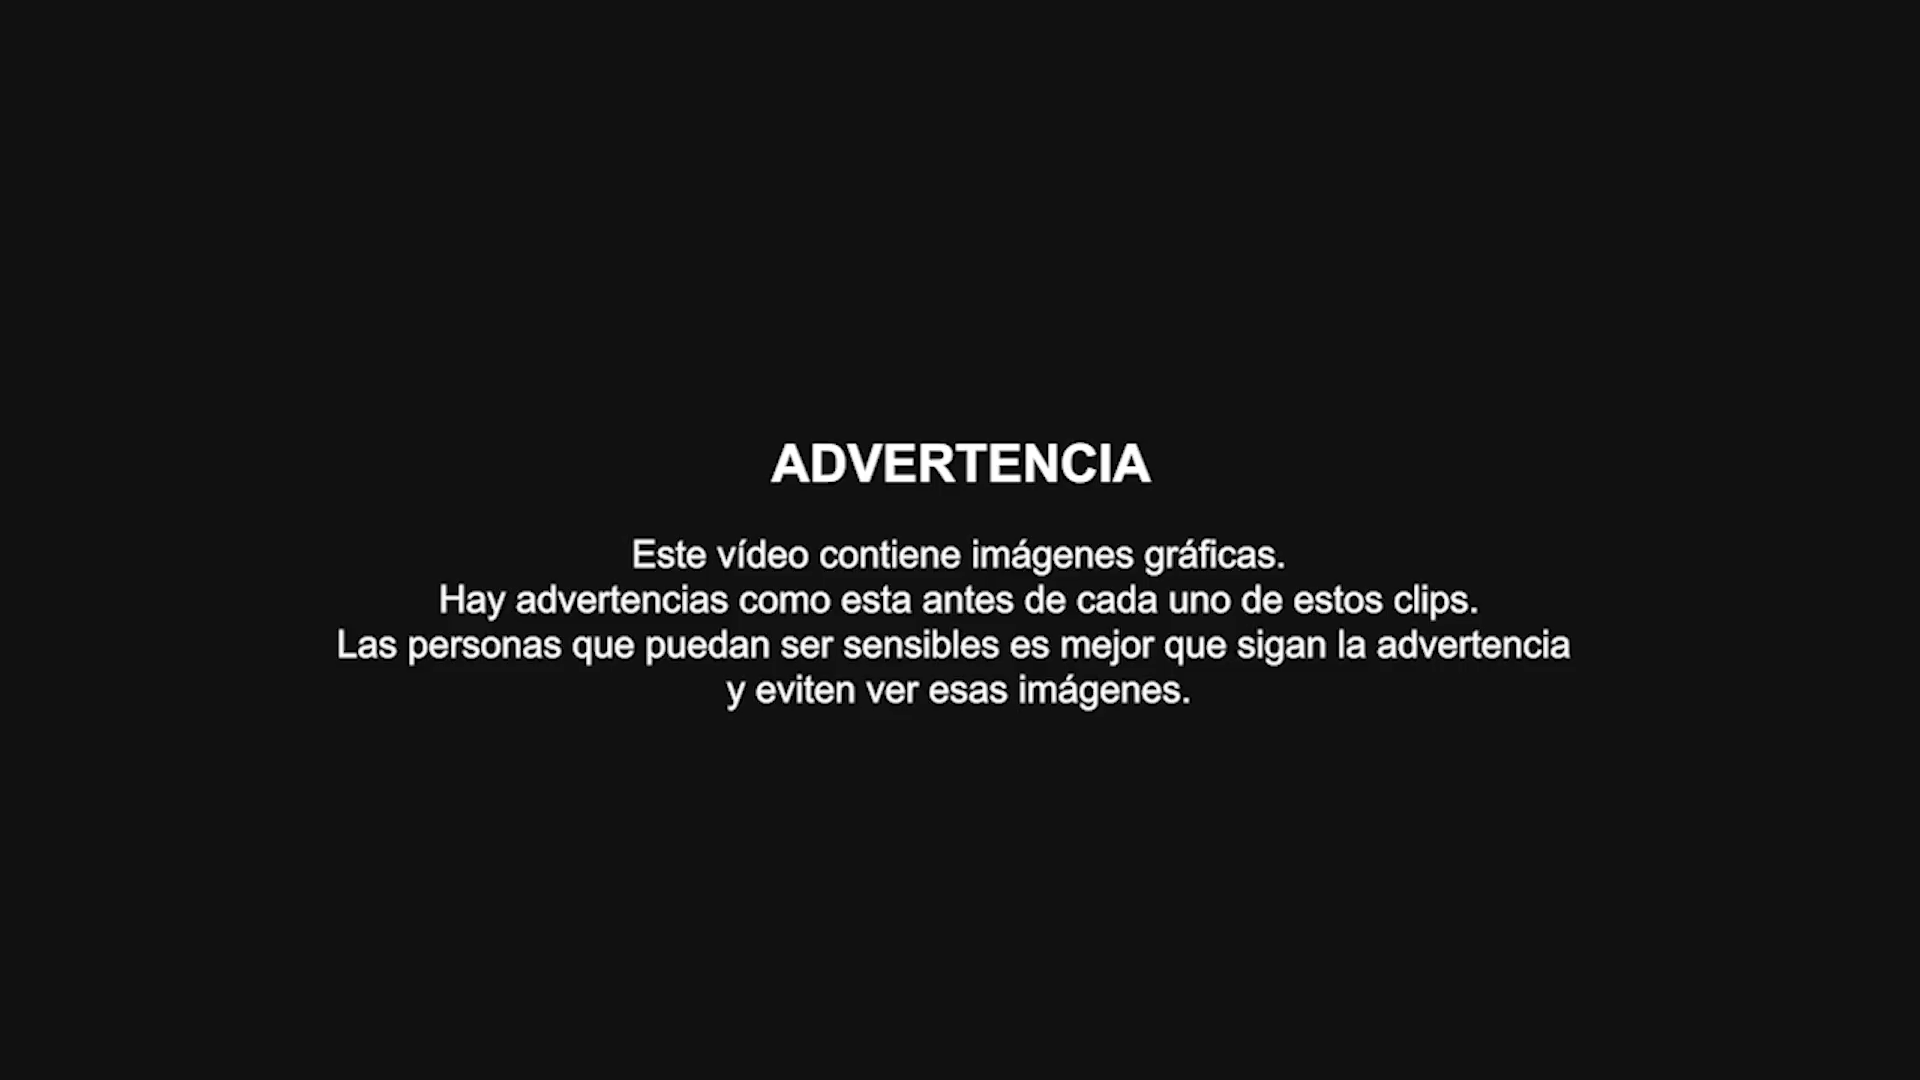 ADVERTENCIA
Este vídeo contiene imágenes gráficas.
Hay advertencias como esta antes de cada uno de estos clips.
Las personas que puedan ser sensibles es mejor que sigan la advertencia
y eviten ver esas imágenes.